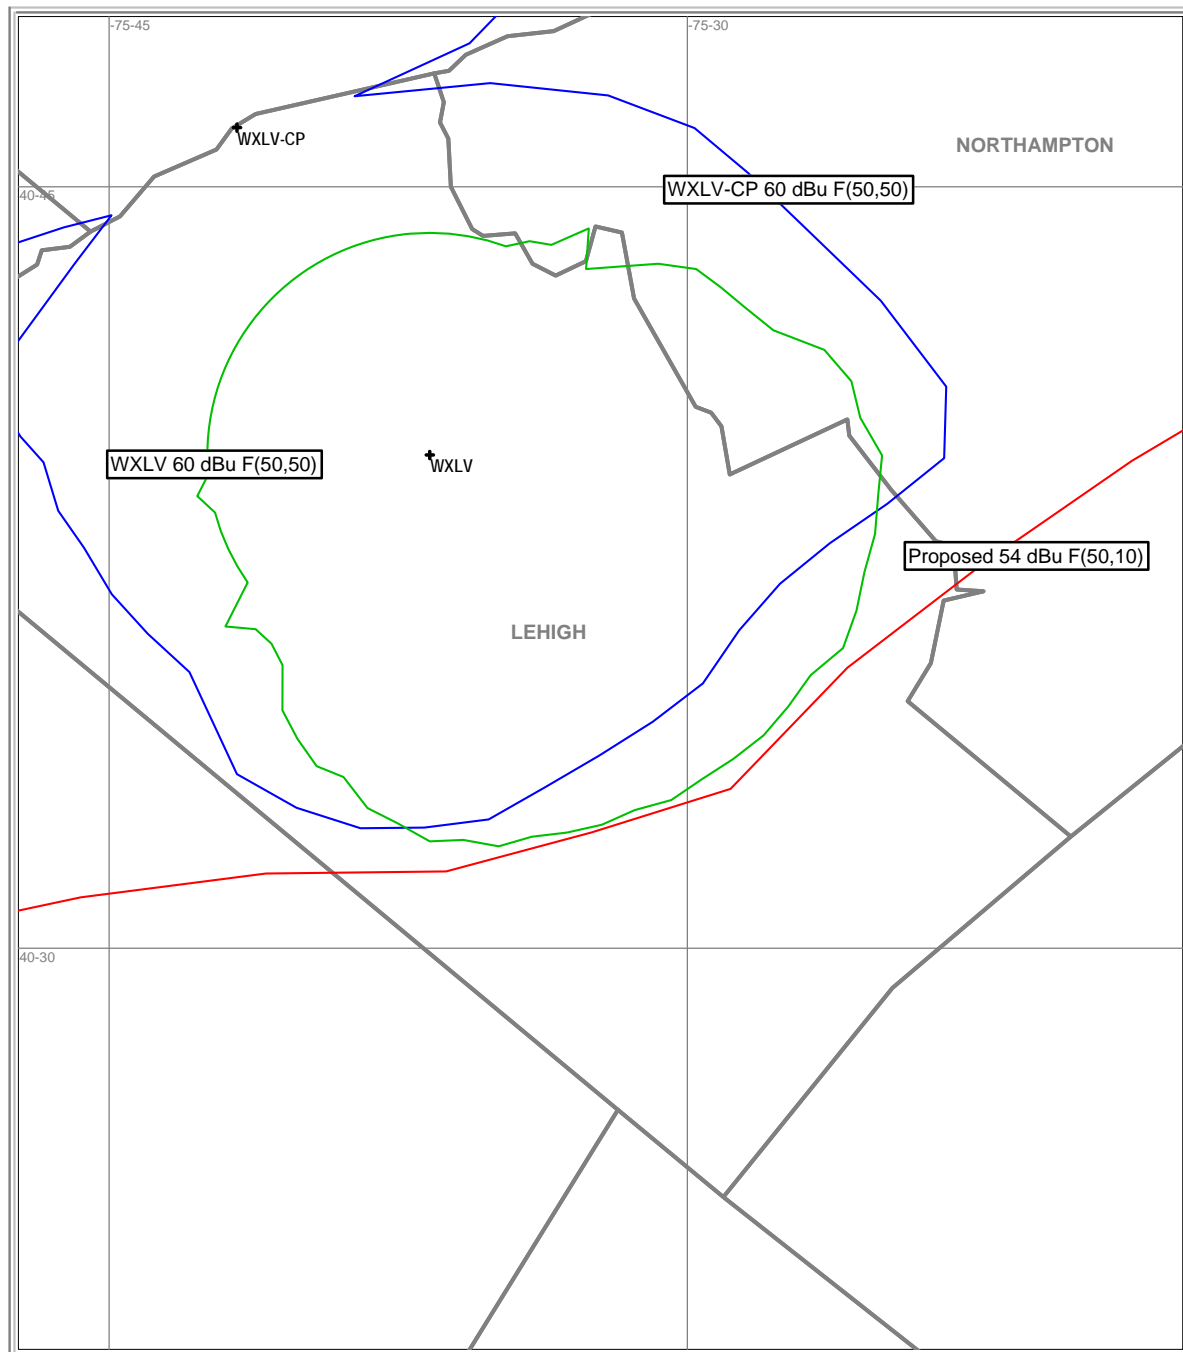 -75-45
-75-30
WXLV-CP
NORTHAMPTON
40-45
WXLV-CP 60 dBu F(50,50)
WXLV 60 dBu F(50,50)
WXLV
Proposed 54 dBu F(50,10)
LEHIGH
40-30